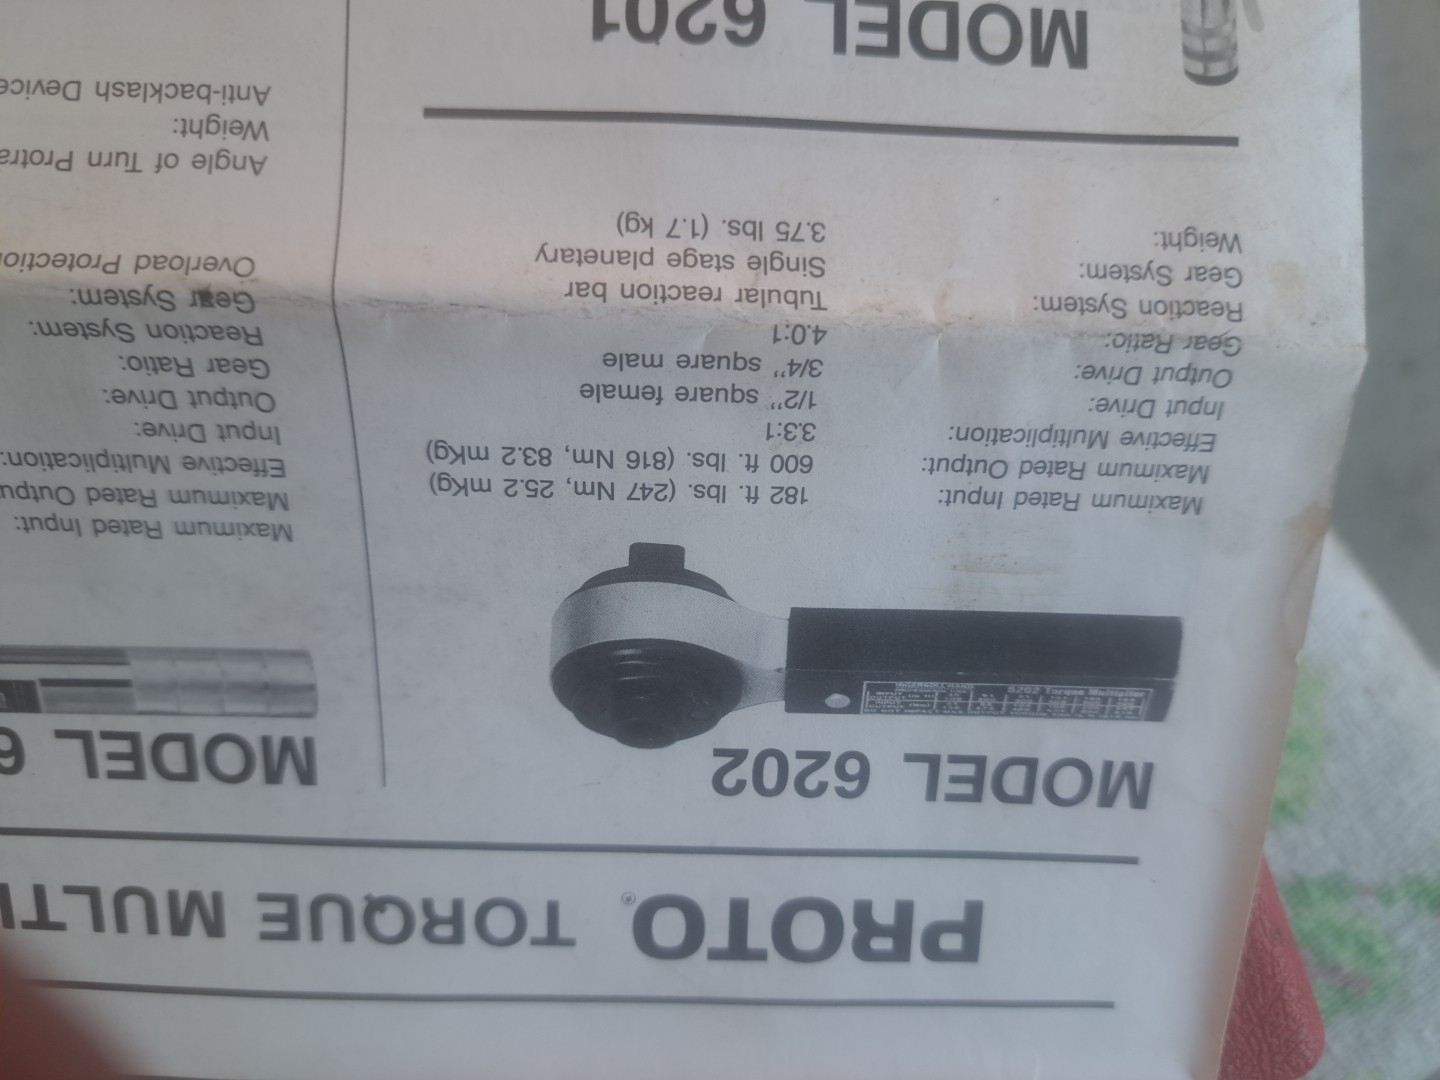 PROTO® TORQUE MULTI
MODEL 6202
6202 Torque Multiplier
Maximum Rated Input: 182 ft. lbs. (247 Nm, 25.2 mKg)
Maximum Rated Output: 600 ft. lbs. (816 Nm, 83.2 mKg)
Effective Multiplication: 3.3:1
Input Drive: 1/2" square female
Output Drive: 3/4" square male
Gear Ratio: 4.0:1
Reaction System: Tubular reaction bar
Gear System: Single stage planetary
Weight: 3.75 lbs. (1.7 kg)
MODEL 6201
MODEL 6
Maximum Rated Input:
Maximum Rated Outpu
Effective Multiplication:
Input Drive:
Output Drive:
Gear Ratio:
Reaction System:
Gear System:
Overload Protection
Angle of Turn Protra
Weight:
Anti-backlash Device